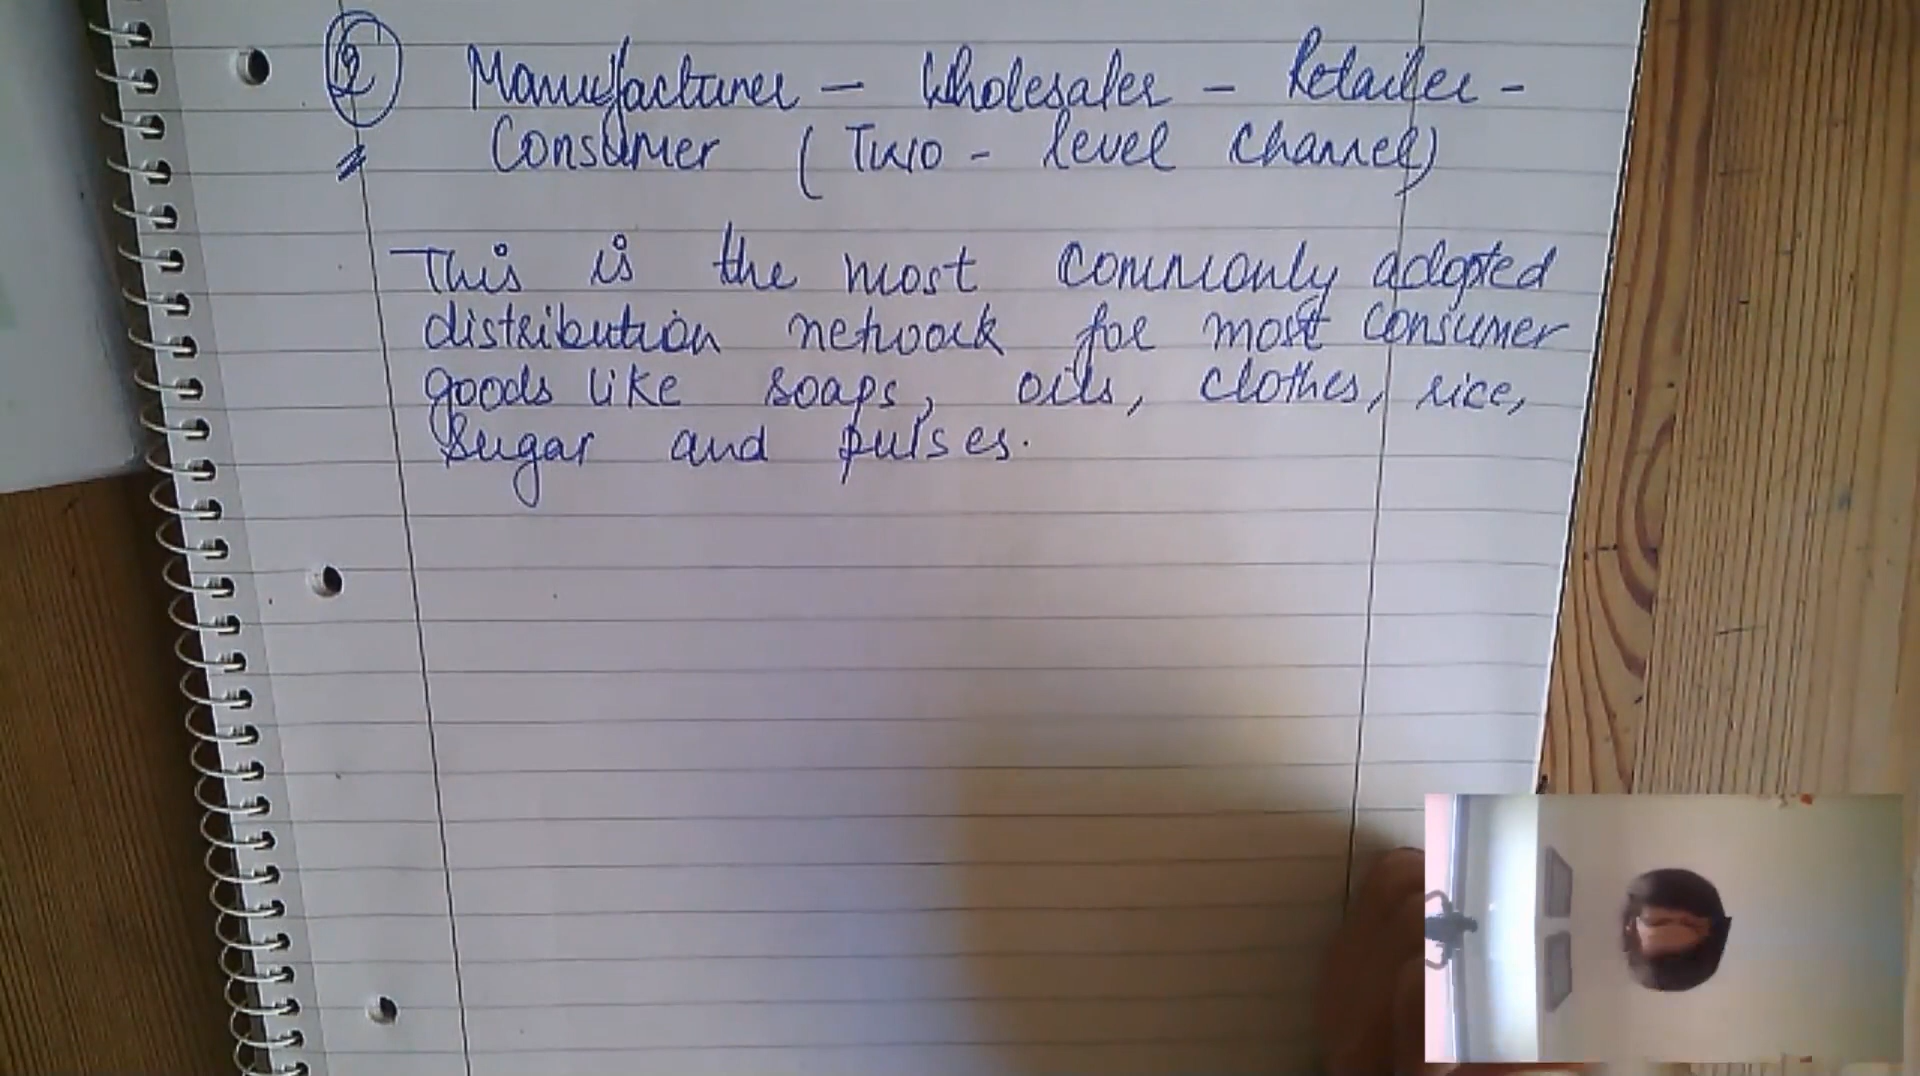 ② Manufacturer – Wholesaler – Retailer -
Consumer ( Two - level channel)
This is the most commonly adopted
distribution network for most consumer
goods like soaps, oils, clothes, rice,
Sugar and pulses.